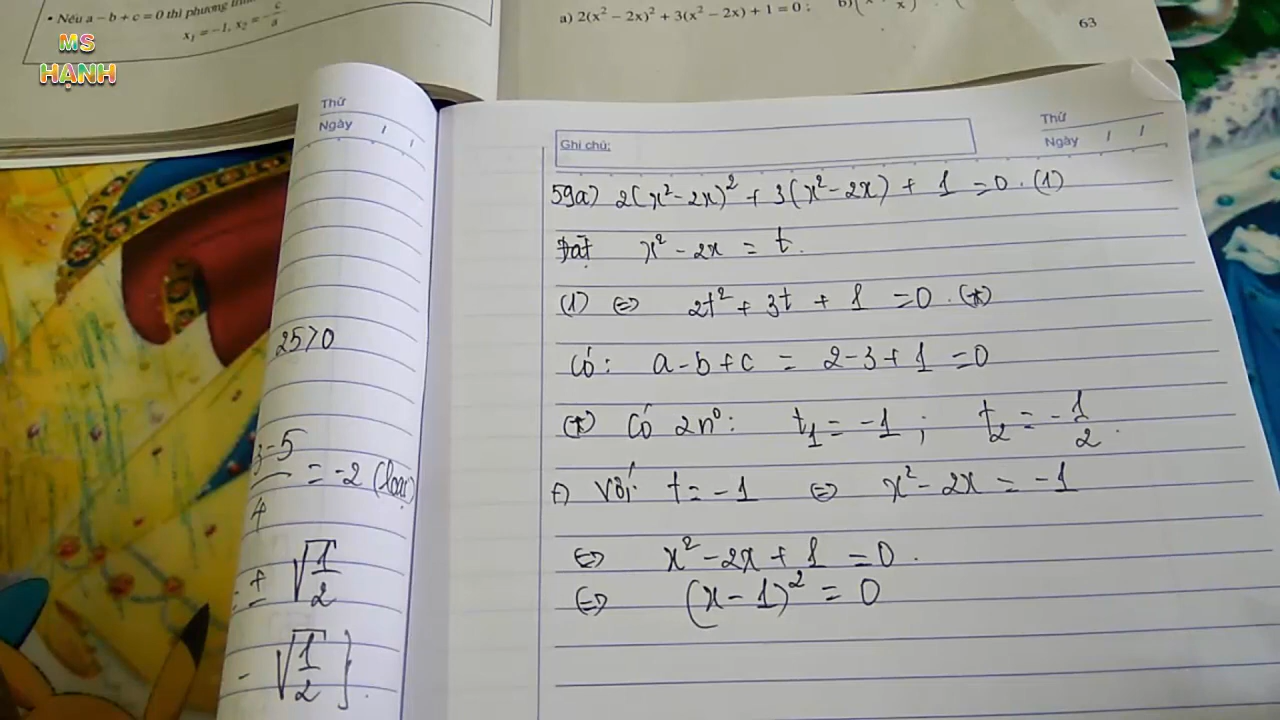 • Nếu a – b + c = 0 thì phương
x₁ = –1, x₂ = –c/a
a) 2(x² – 2x)² + 3(x² – 2x) + 1 = 0 ; b)
63
MS
HẠNH
Thứ
Ngày / /
25>0
3-5/4 = -2 (loại)
= ± √1/2
- √1/2 }.
Ghi chú:
Thứ
Ngày / /
59a) 2(x²-2x)² + 3(x²-2x) + 1 =0. (1)
Đặt x² - 2x = t.
(1) ⇔ 2t² + 3t + 1 =0. (*)
Có: a-b+c = 2-3+1 =0
(*) Có 2n⁰: t₁ = -1 ; t₂ = -1/2.
+) Với t = -1 ⇔ x² - 2x = -1
⇔ x² -2x + 1 =0.
⇔ (x - 1)² = 0